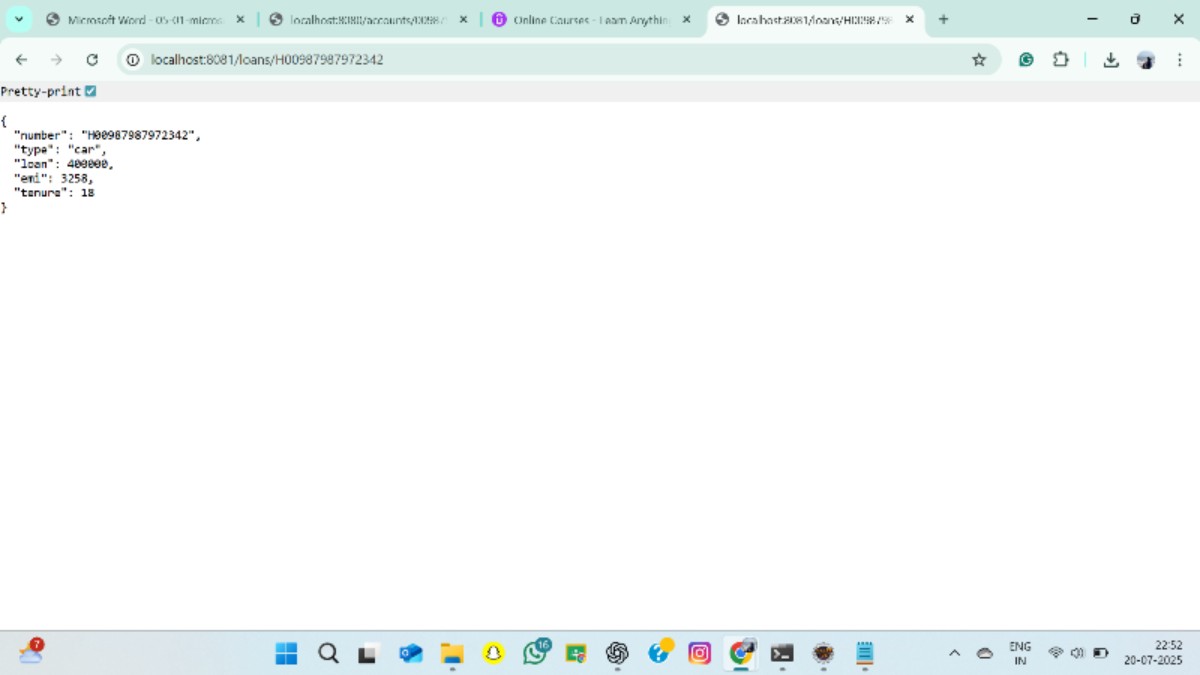 Microsoft Word - 05-01-micros
localhost:8080/accounts/0098
Online Courses - Learn Anythin
localhost:8081/loans/H0098798
localhost:8081/loans/H00987987972342
Pretty-print
{
"number": "H00987987972342",
"type": "car",
"loan": 400000,
"emi": 3258,
"tenure": 18
}
7
16
ENG
IN
22:52
20-07-2025